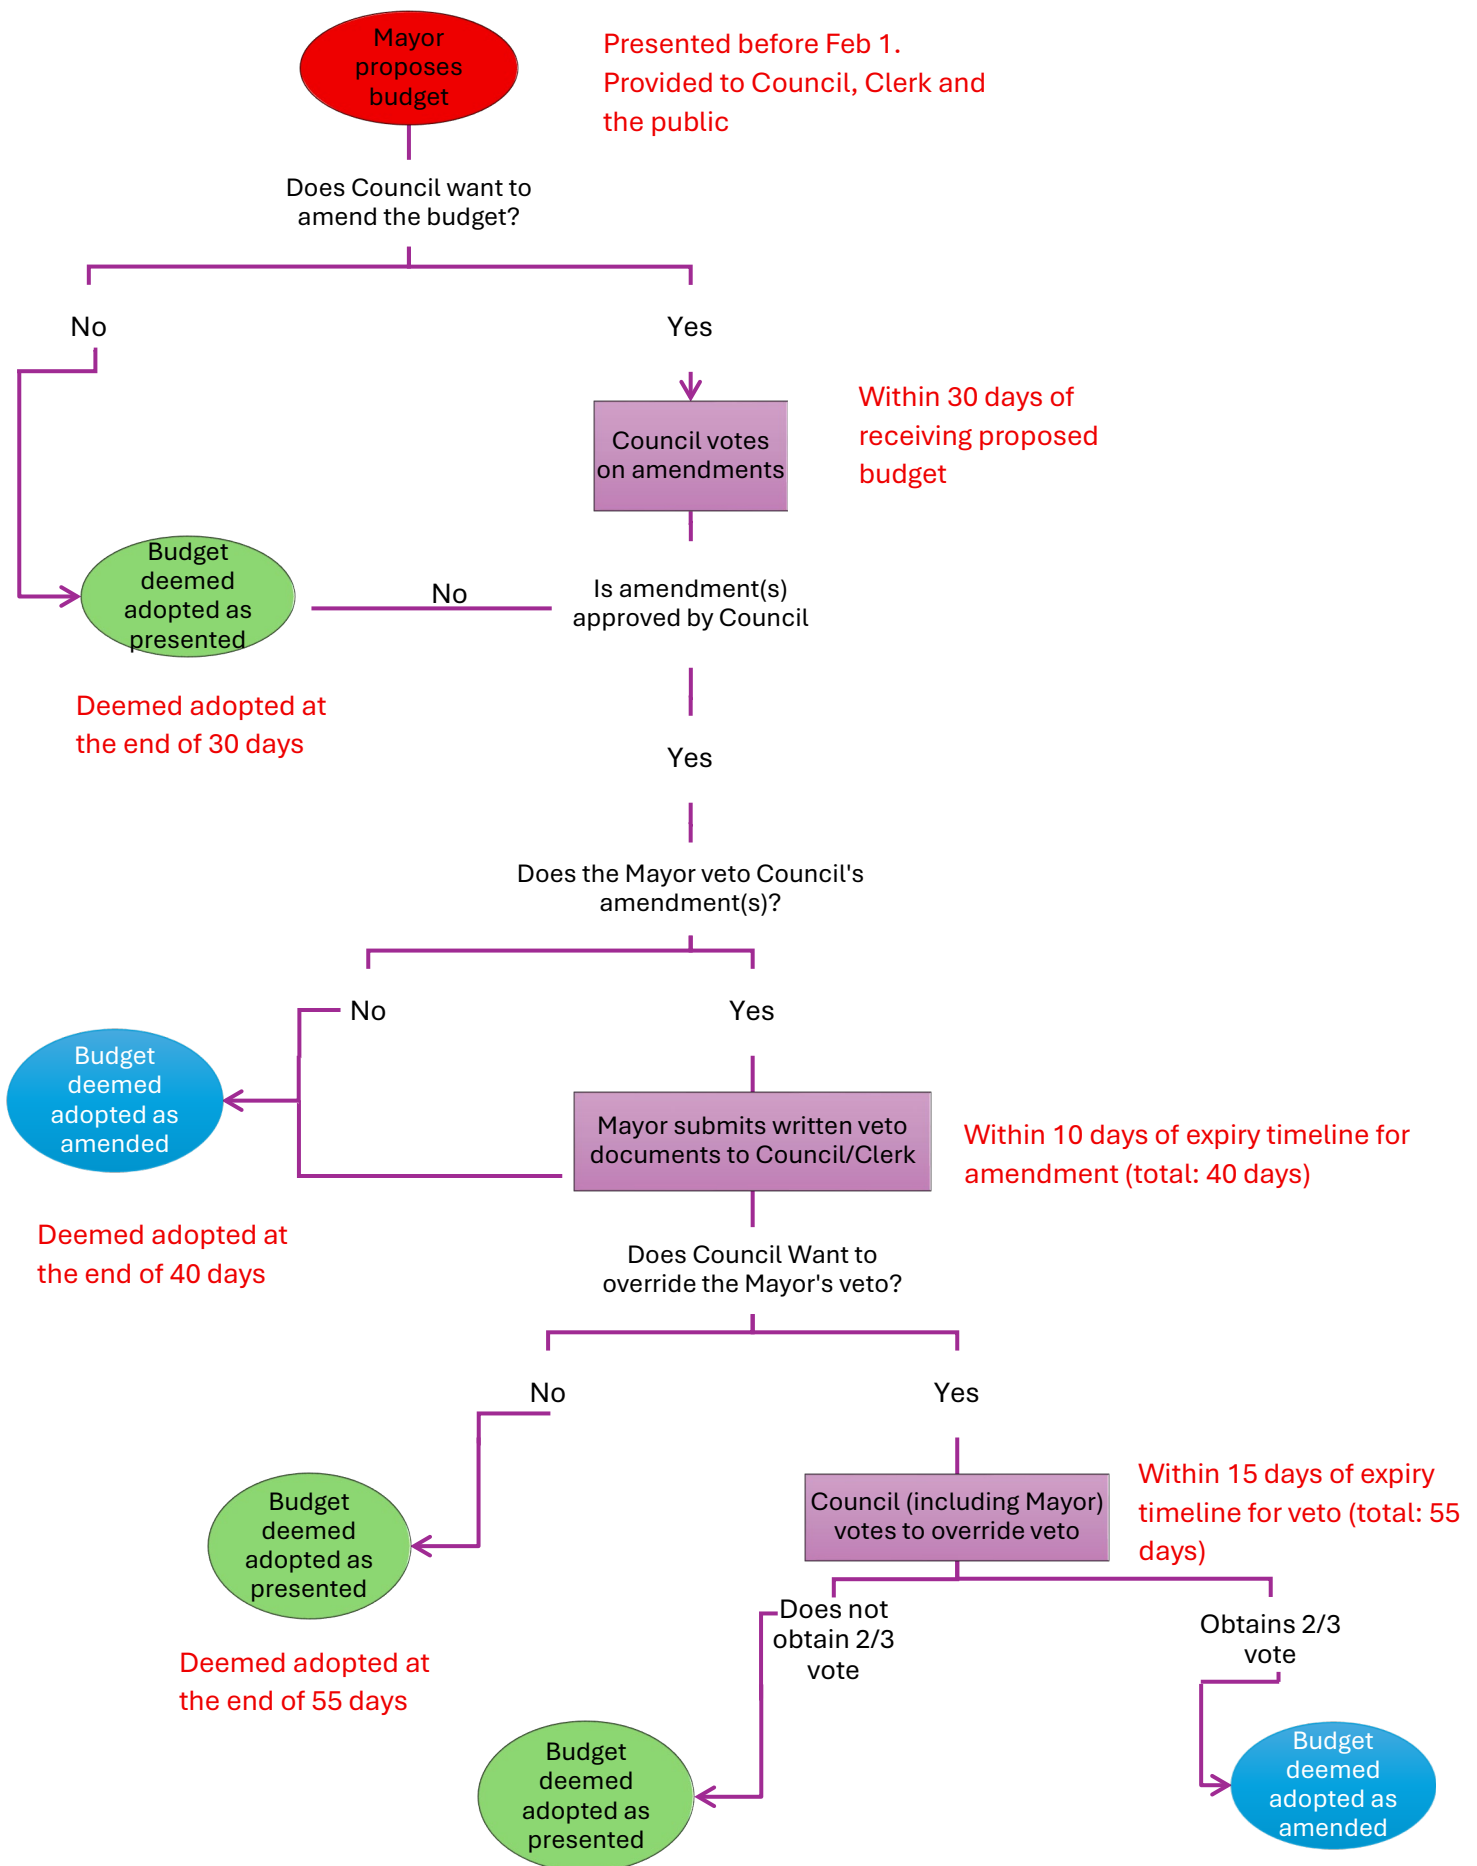 Mayor
proposes
budget
Presented before Feb 1.
Provided to Council, Clerk and
the public
Does Council want to
amend the budget?
No
Yes
Council votes
on amendments
Within 30 days of
receiving proposed
budget
Budget
deemed
adopted as
presented
No
Is amendment(s)
approved by Council
Deemed adopted at
the end of 30 days
Yes
Does the Mayor veto Council's
amendment(s)?
No
Yes
Budget
deemed
adopted as
amended
Mayor submits written veto
documents to Council/Clerk
Within 10 days of expiry timeline for
amendment (total: 40 days)
Deemed adopted at
the end of 40 days
Does Council Want to
override the Mayor's veto?
No
Yes
Budget
deemed
adopted as
presented
Council (including Mayor)
votes to override veto
Within 15 days of expiry
timeline for veto (total: 55
days)
Deemed adopted at
the end of 55 days
Does not
obtain 2/3
vote
Obtains 2/3
vote
Budget
deemed
adopted as
presented
Budget
deemed
adopted as
amended